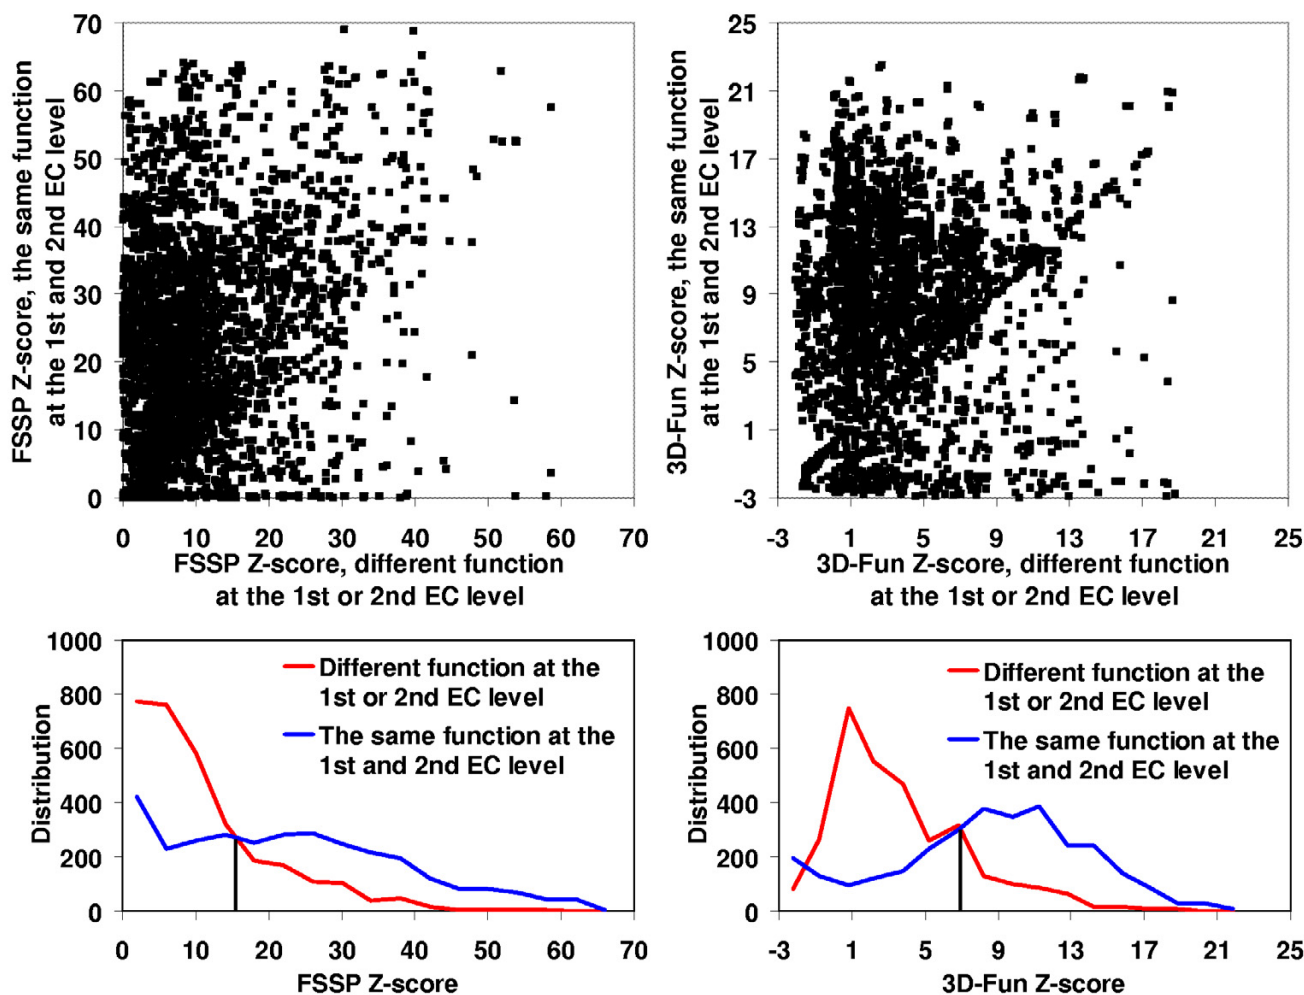 70
60
50
40
30
20
10
0
FSSP Z-score, the same function
at the 1st and 2nd EC level
0 10 20 30 40 50 60 70
FSSP Z-score, different function
at the 1st or 2nd EC level
25
21
17
13
9
5
1
-3
3D-Fun Z-score, the same function
at the 1st and 2nd EC level
-3 1 5 9 13 17 21 25
3D-Fun Z-score, different function
at the 1st or 2nd EC level
1000
800
600
400
200
0
Distribution
Different function at the
1st or 2nd EC level
The same function at the
1st and 2nd EC level
0 10 20 30 40 50 60 70
FSSP Z-score
1000
800
600
400
200
0
Distribution
Different function at the
1st or 2nd EC level
The same function at the
1st and 2nd EC level
-3 1 5 9 13 17 21 25
3D-Fun Z-score